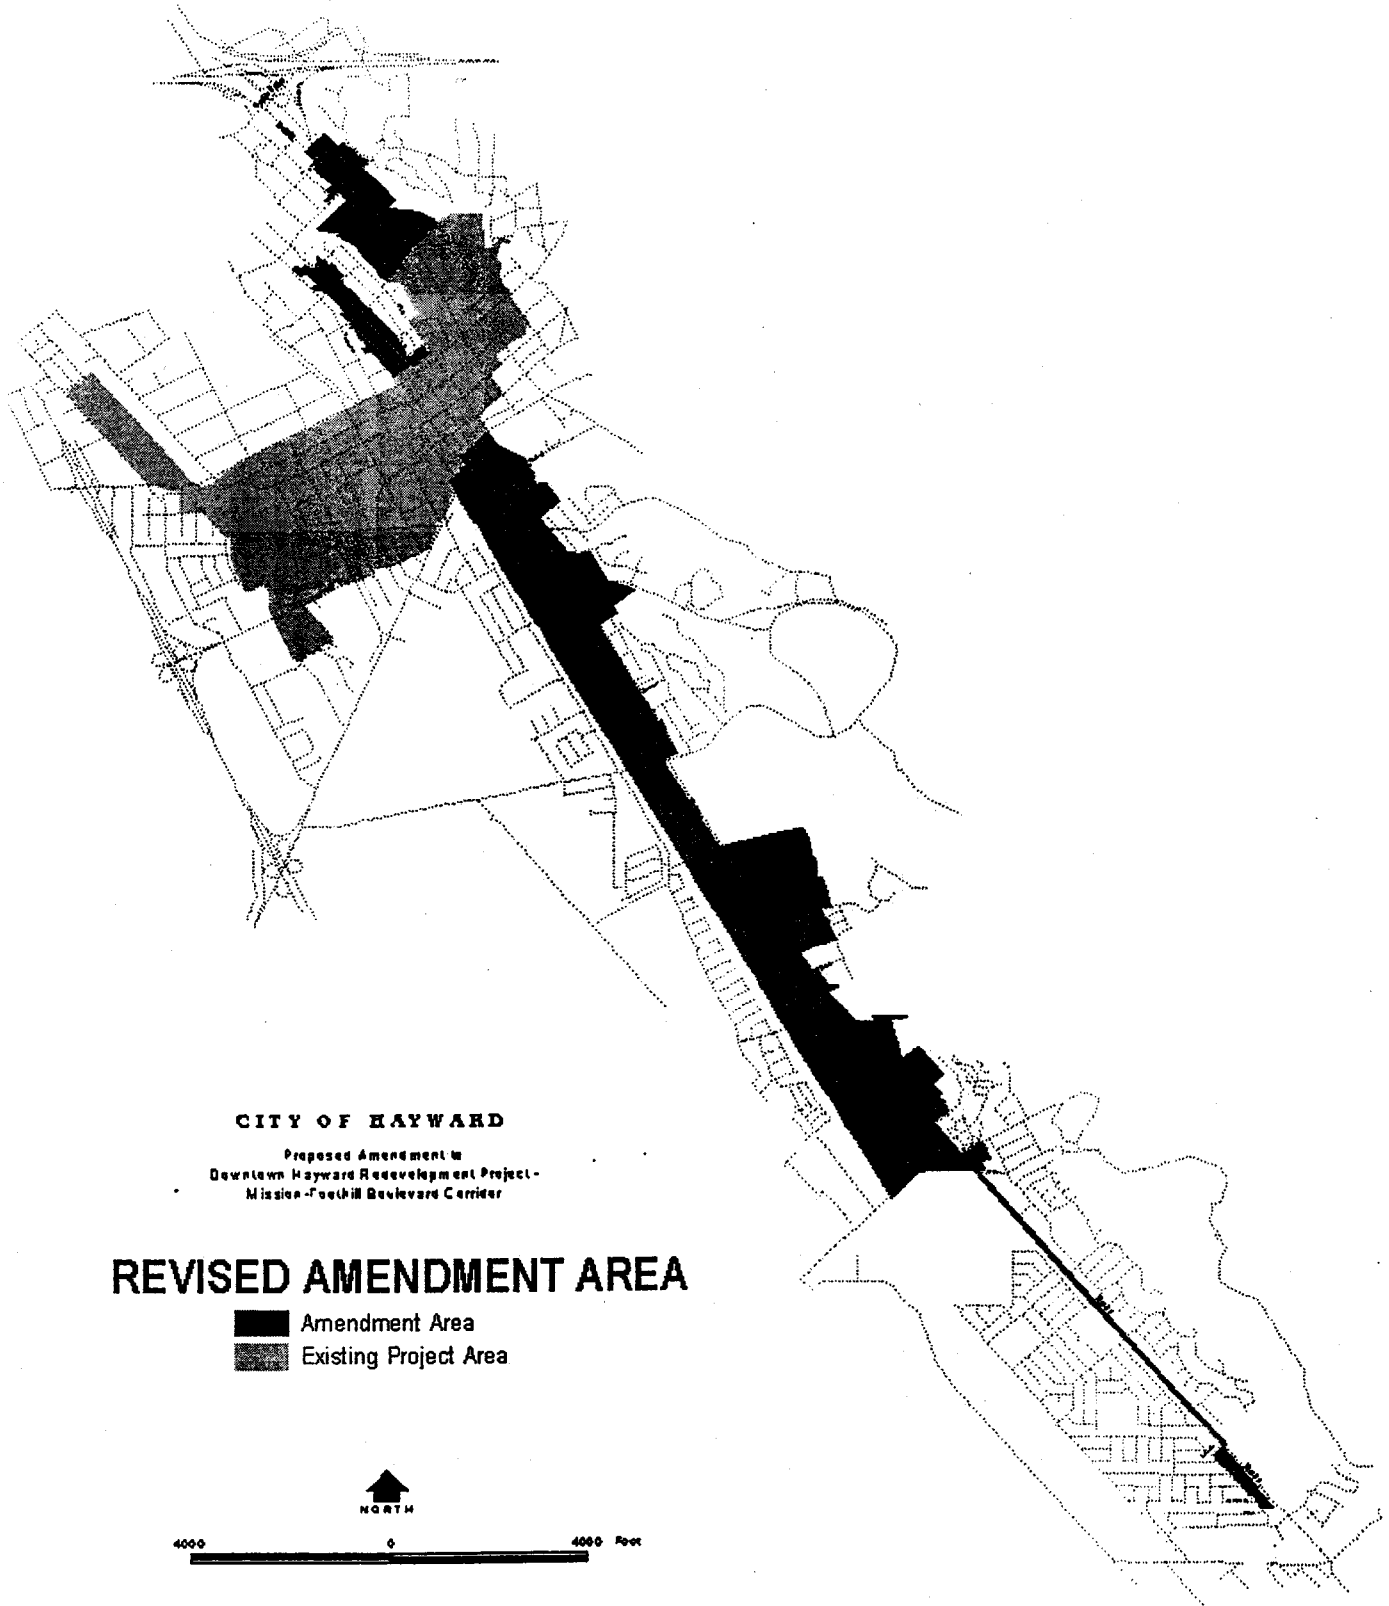 CITY OF HAYWARD
Proposed Amendment to
Downtown Hayward Redevelopment Project -
Mission-Foothill Boulevard Corridor
REVISED AMENDMENT AREA
Amendment Area
Existing Project Area
NORTH
4000 0 4000 Feet